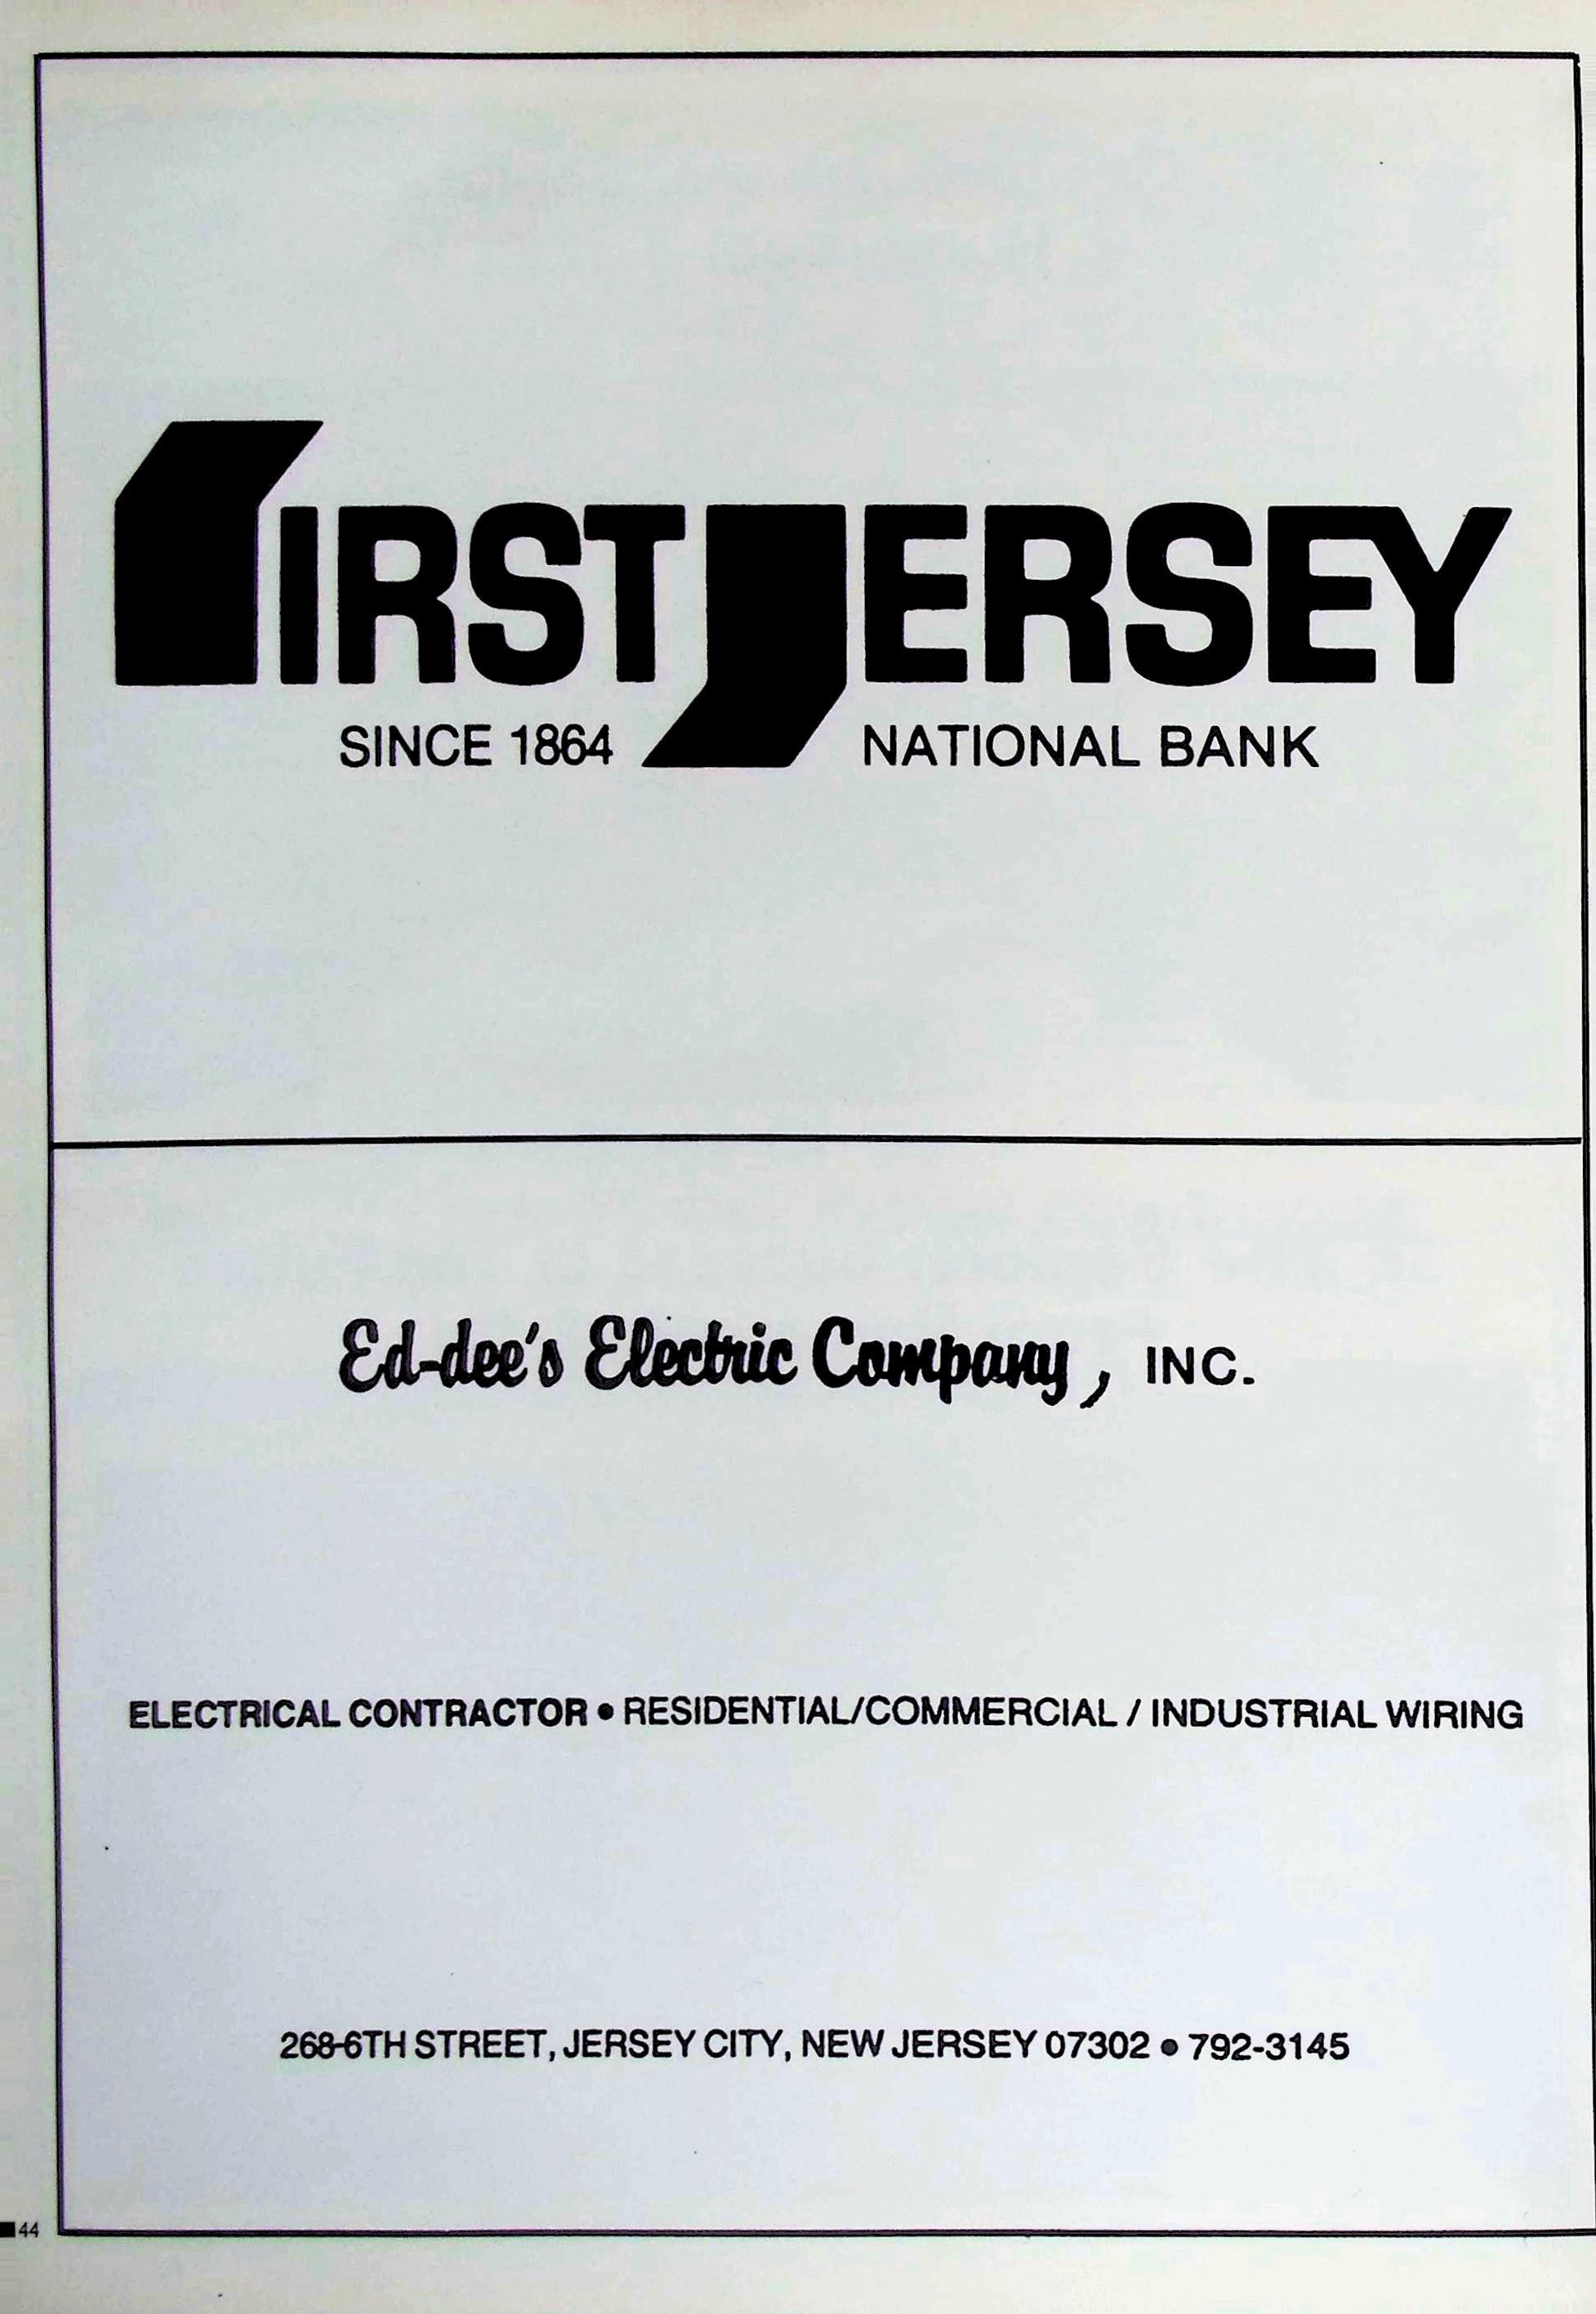 FIRST JERSEY
SINCE 1864 NATIONAL BANK
Ed-dee's Electric Company, INC.
ELECTRICAL CONTRACTOR • RESIDENTIAL/COMMERCIAL / INDUSTRIAL WIRING
268-6TH STREET, JERSEY CITY, NEW JERSEY 07302 • 792-3145
44